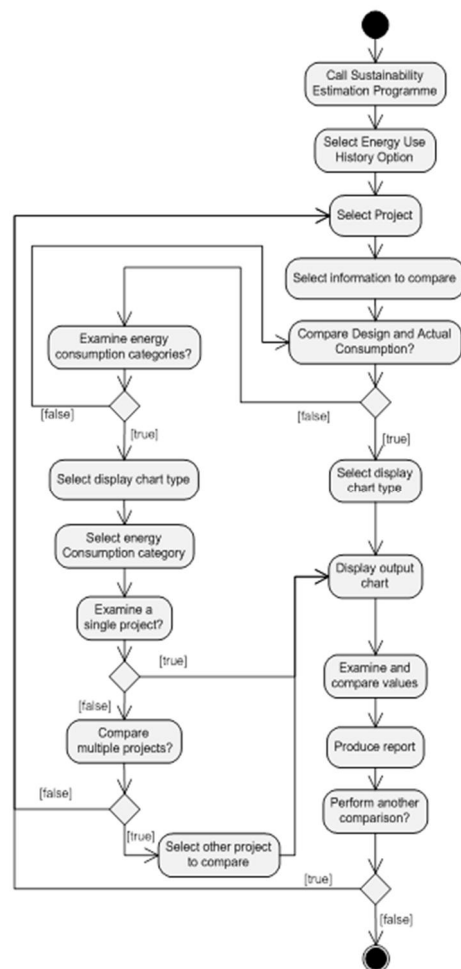 Call Sustainability
Estimation Programme
Select Energy Use
History Option
Select Project
Select information to compare
Compare Design and Actual
Consumption?
[false]
[true]
Examine energy
consumption categories?
[false]
[true]
Select display chart type
Select energy
Consumption category
Examine a
single project?
[true]
[false]
Compare
multiple projects?
[false]
[true]
Select other project
to compare
Select display
chart type
Display output
chart
Examine and
compare values
Produce report
Perform another
comparison?
[true]
[false]